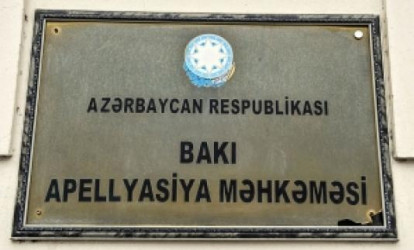 AZƏRBAYCAN RESPUBLİKASI
BAKI
APELLYASİYA MƏHKƏMƏSİ